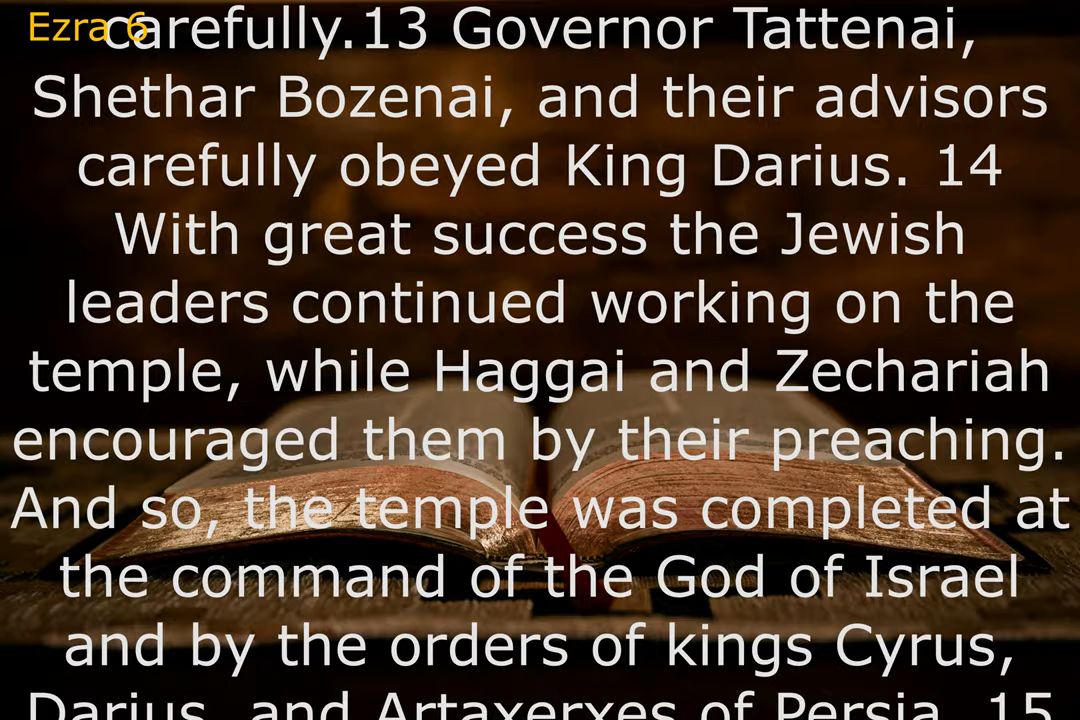 Ezra 6
carefully.13 Governor Tattenai,
Shethar Bozenai, and their advisors
carefully obeyed King Darius. 14
With great success the Jewish
leaders continued working on the
temple, while Haggai and Zechariah
encouraged them by their preaching.
And so, the temple was completed at
the command of the God of Israel
and by the orders of kings Cyrus,
Darius, and Artaxerxes of Persia. 15